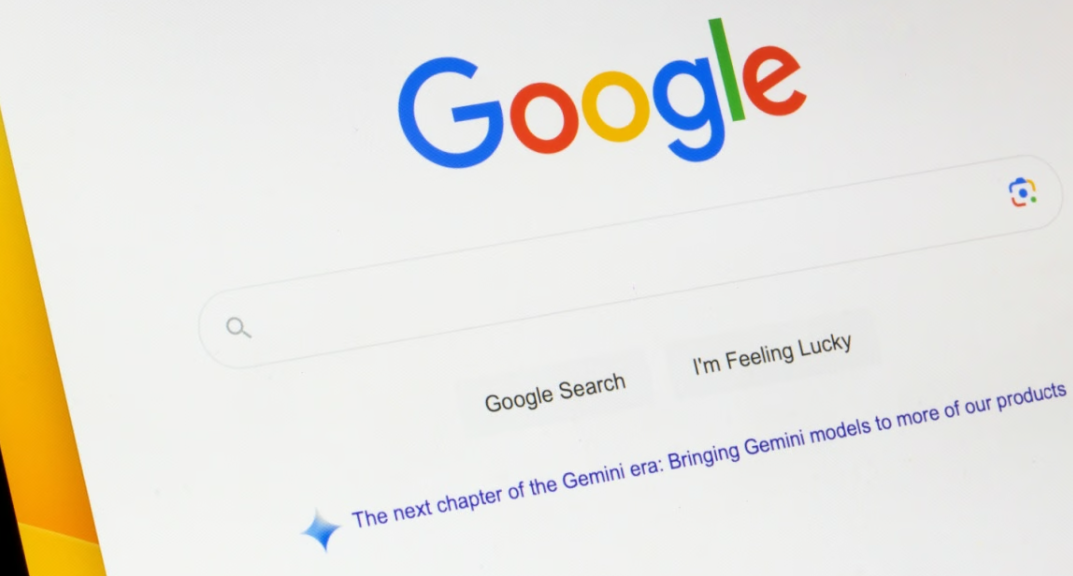 Google
Google Search
I'm Feeling Lucky
The next chapter of the Gemini era: Bringing Gemini models to more of our products